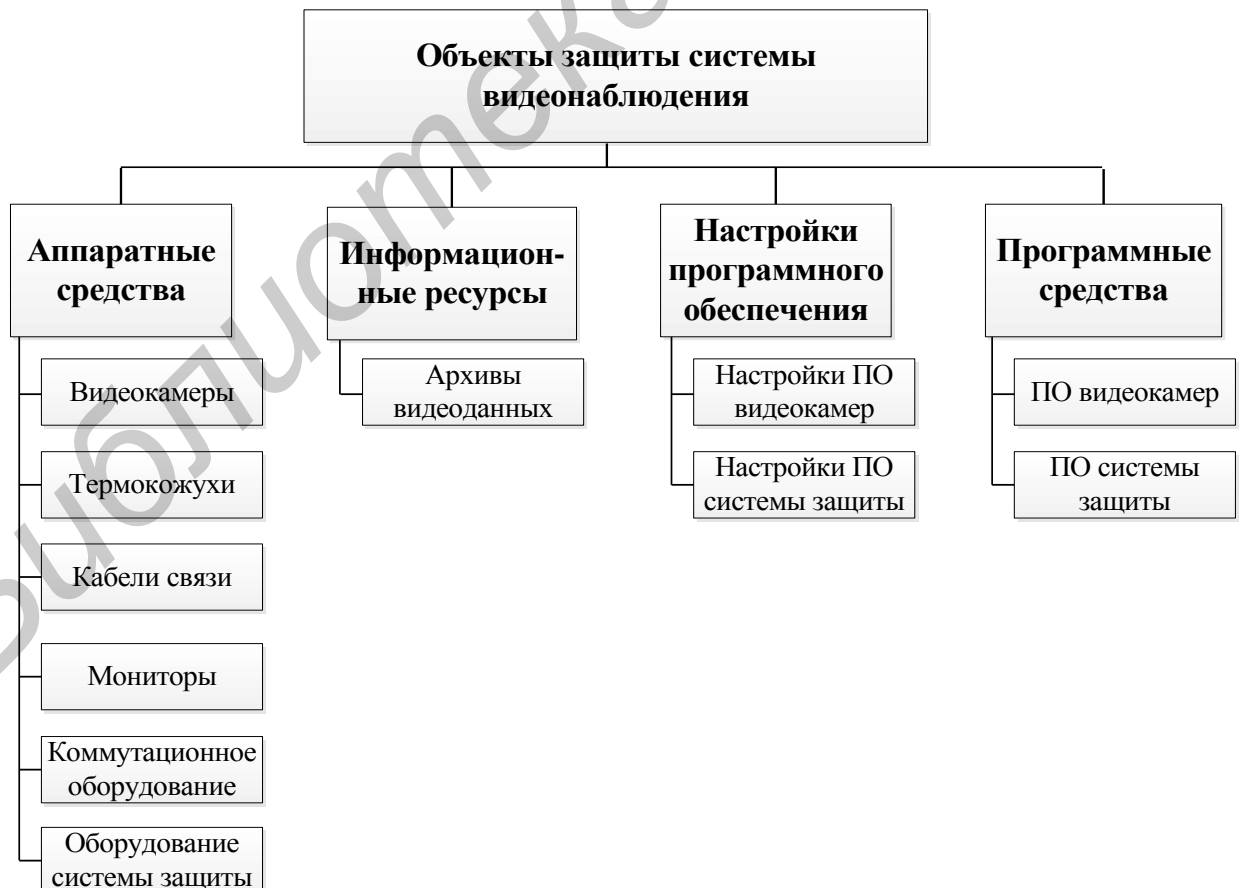 Объекты защиты системы
видеонаблюдения
Аппаратные
средства
Видеокамеры
Термокожухи
Кабели связи
Мониторы
Коммутационное
оборудование
Оборудование
системы защиты
Информацион-
ные ресурсы
Архивы
видеоданных
Настройки
программного
обеспечения
Настройки ПО
видеокамер
Настройки ПО
системы защиты
Программные
средства
ПО видеокамер
ПО системы
защиты
Библиотека